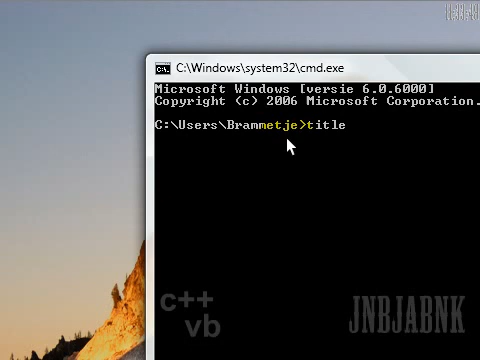 C:\Windows\system32\cmd.exe
C:\.
Microsoft Windows [versie 6.0.6000]
Copyright (c) 2006 Microsoft Corporation.
C:\Users\Brammetje>title
c++
vb
JNBJABNK